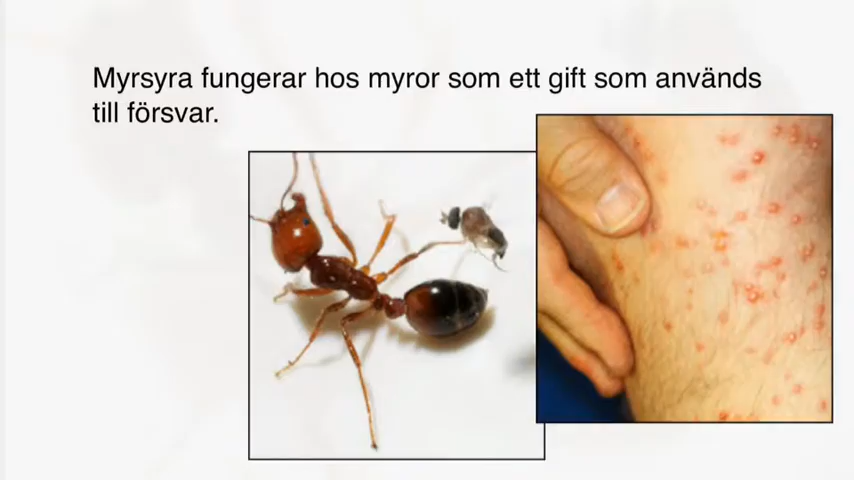 Myrsyra fungerar hos myror som ett gift som används
till försvar.